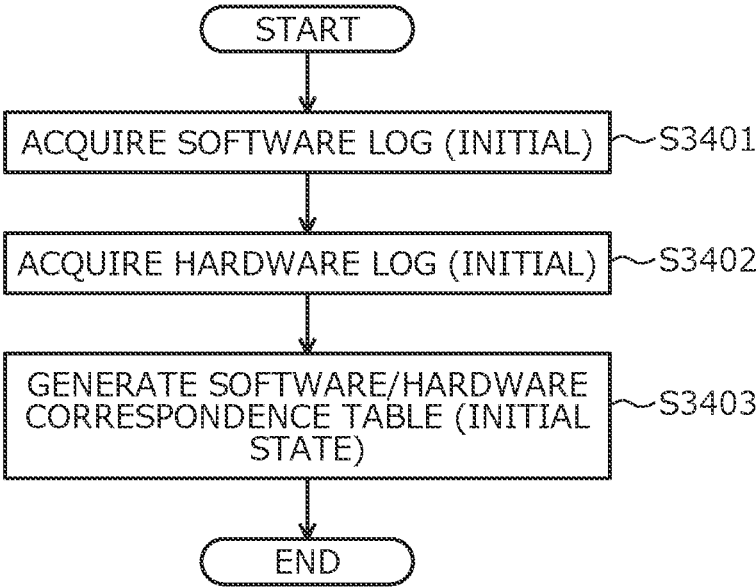 START
ACQUIRE SOFTWARE LOG (INITIAL)
S3401
ACQUIRE HARDWARE LOG (INITIAL)
S3402
GENERATE SOFTWARE/HARDWARE
CORRESPONDENCE TABLE (INITIAL
STATE)
S3403
END